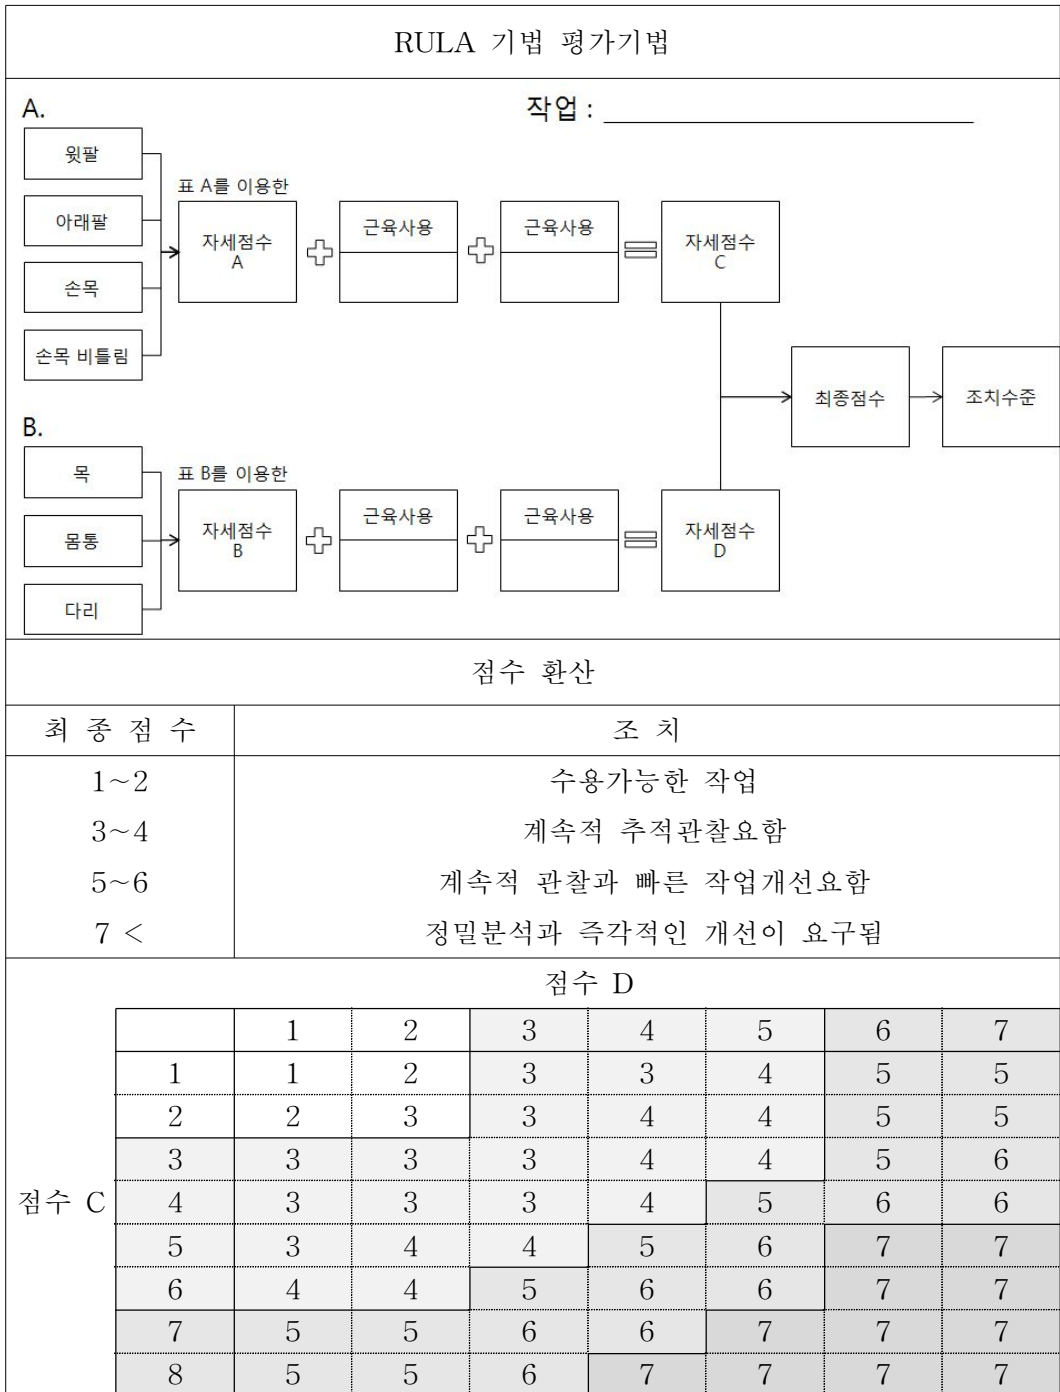 RULA 기법 평가기법
A.
작업 :
윗팔
아래팔
손목
손목 비틀림
표 A를 이용한
자세점수
A
근육사용
근육사용
자세점수
C
최종점수
조치수준
B.
목
몸통
다리
표 B를 이용한
자세점수
B
근육사용
근육사용
자세점수
D
점수 환산
최 종 점 수 조 치
1~2 수용가능한 작업
3~4 계속적 추적관찰요함
5~6 계속적 관찰과 빠른 작업개선요함
7 < 정밀분석과 즉각적인 개선이 요구됨
점수 D
1 2 3 4 5 6 7
1 1 2 3 3 4 5 5
2 2 3 3 4 4 5 5
3 3 3 3 4 4 5 6
점수 C 4 3 3 3 4 5 6 6
5 3 4 4 5 6 7 7
6 4 4 5 6 6 7 7
7 5 5 6 6 7 7 7
8 5 5 6 7 7 7 7